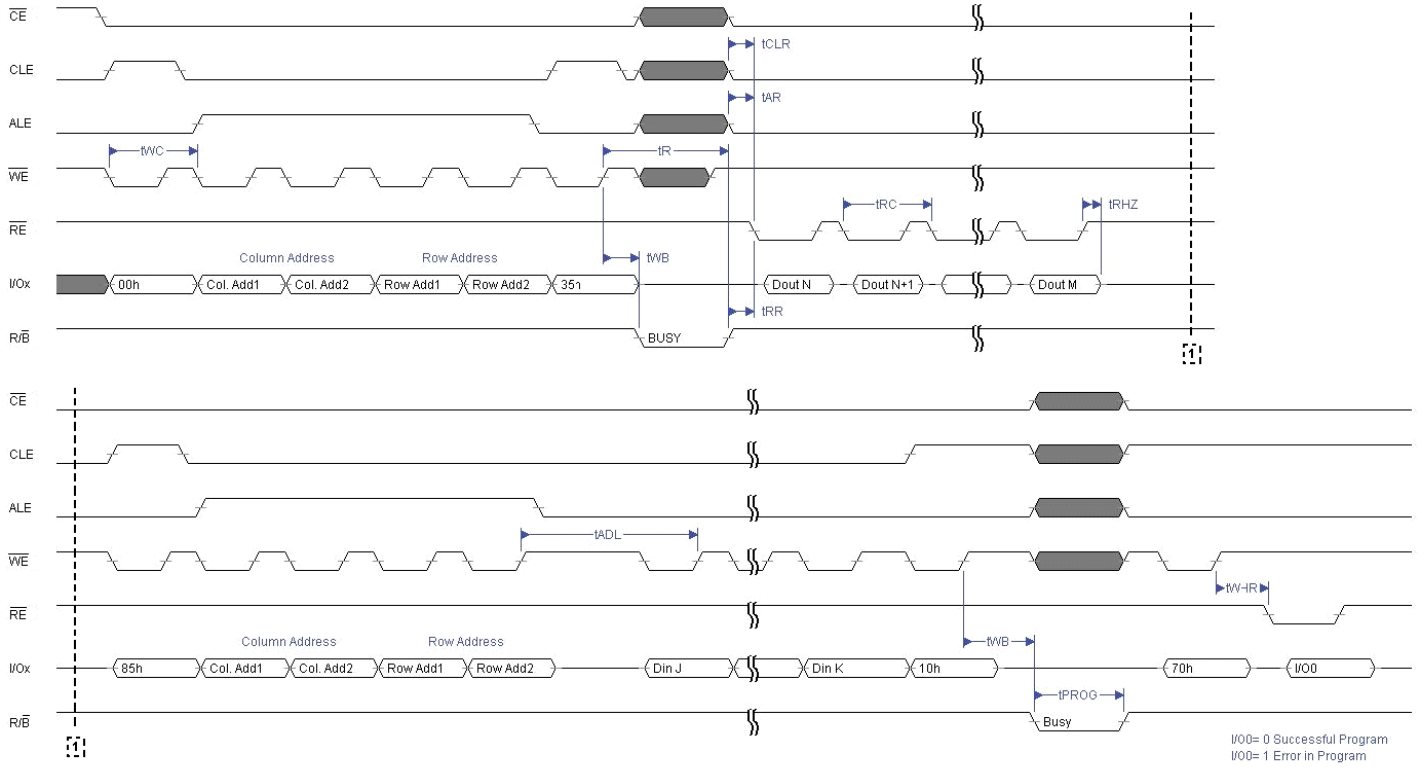 CE
tCLR
CLE
tAR
ALE
tWC
tR
WE
tRC
tRHZ
RE
Column Address
Row Address
tWB
I/Ox
00h
Col. Add1
Col. Add2
Row Add1
Row Add2
35h
Dout N
Dout N+1
Dout M
tRR
R/B
BUSY
1
CE
CLE
ALE
tADL
WE
tWHR
RE
Column Address
Row Address
tWB
I/Ox
85h
Col. Add1
Col. Add2
Row Add1
Row Add2
Din J
Din K
10h
70h
I/O0
tPROG
R/B
Busy
1
I/O0= 0 Successful Program
I/O0= 1 Error in Program